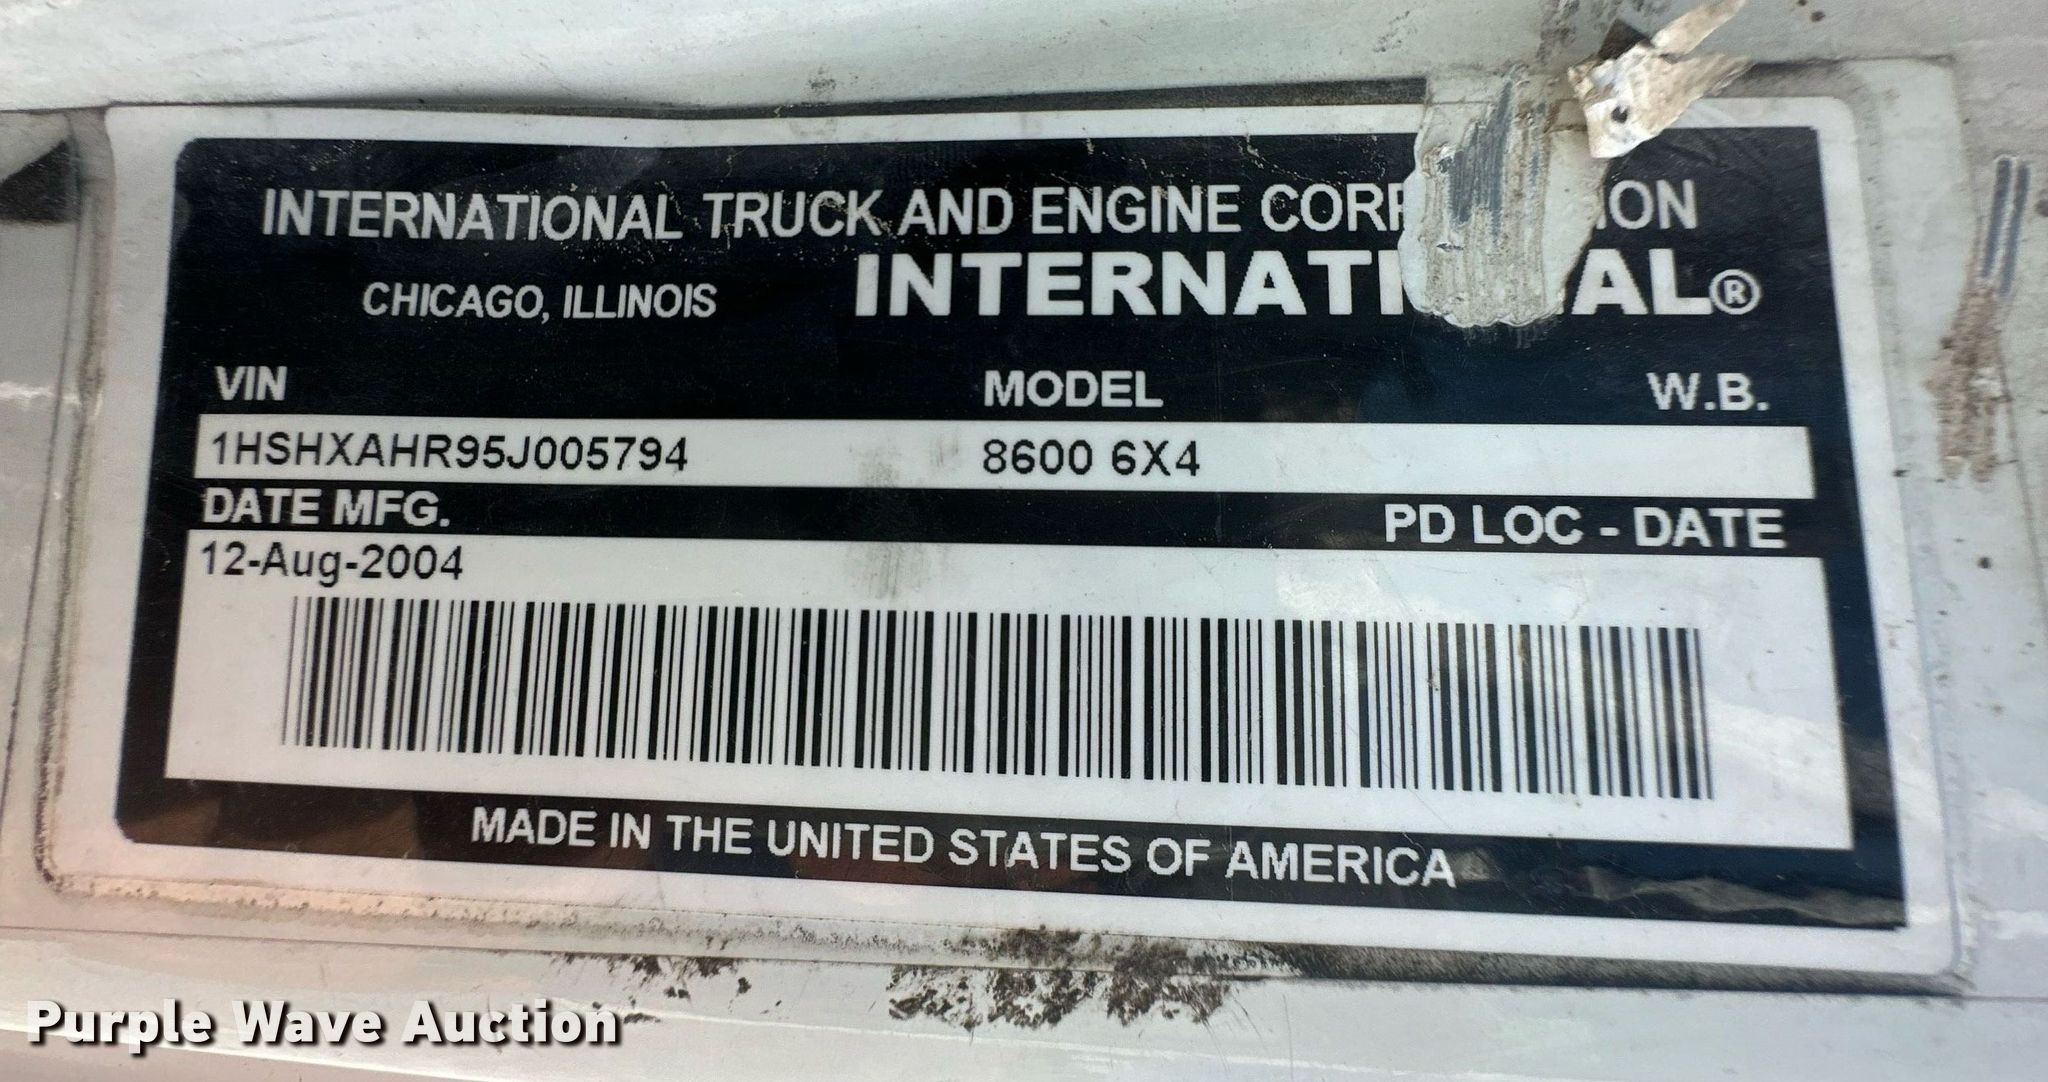 INTERNATIONAL TRUCK AND ENGINE
CHICAGO, ILLINOIS
VIN MODEL W.B.
1HSHXAHR95J005794 8600 6X4
DATE MFG. PD LOC - DATE
12-Aug-2004
MADE IN THE UNITED STATES OF AMERICA
Purple Wave Auction